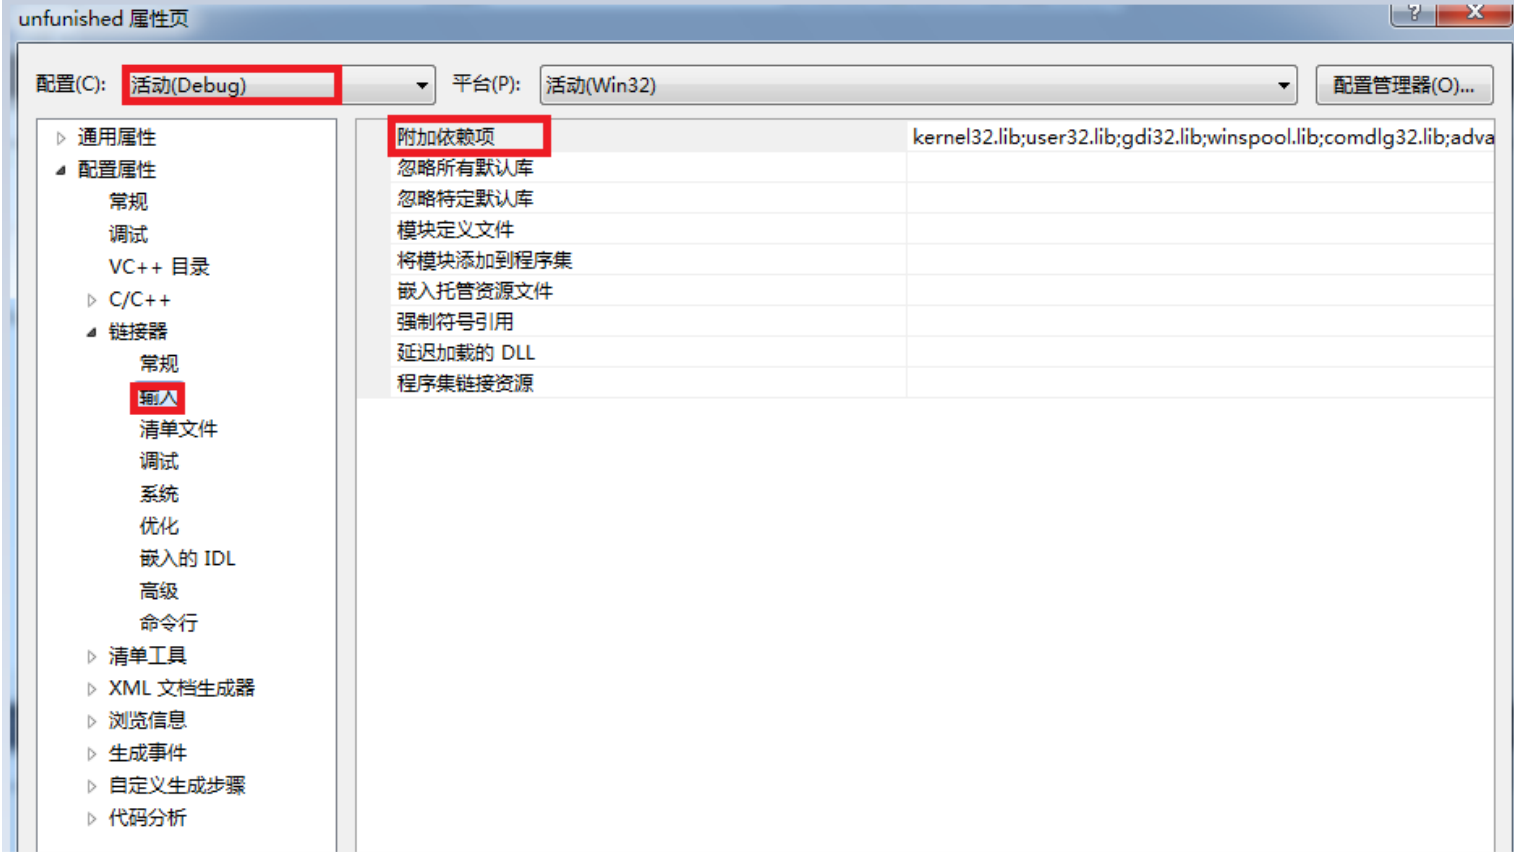 unfunished 属性页
配置(C): 活动(Debug) 平台(P): 活动(Win32) 配置管理器(O)...
通用属性
配置属性
常规
调试
VC++ 目录
C/C++
链接器
常规
输入
清单文件
调试
系统
优化
嵌入的 IDL
高级
命令行
清单工具
XML 文档生成器
浏览信息
生成事件
自定义生成步骤
代码分析
附加依赖项 kernel32.lib;user32.lib;gdi32.lib;winspool.lib;comdlg32.lib;adva
忽略所有默认库
忽略特定默认库
模块定义文件
将模块添加到程序集
嵌入托管资源文件
强制符号引用
延迟加载的 DLL
程序集链接资源